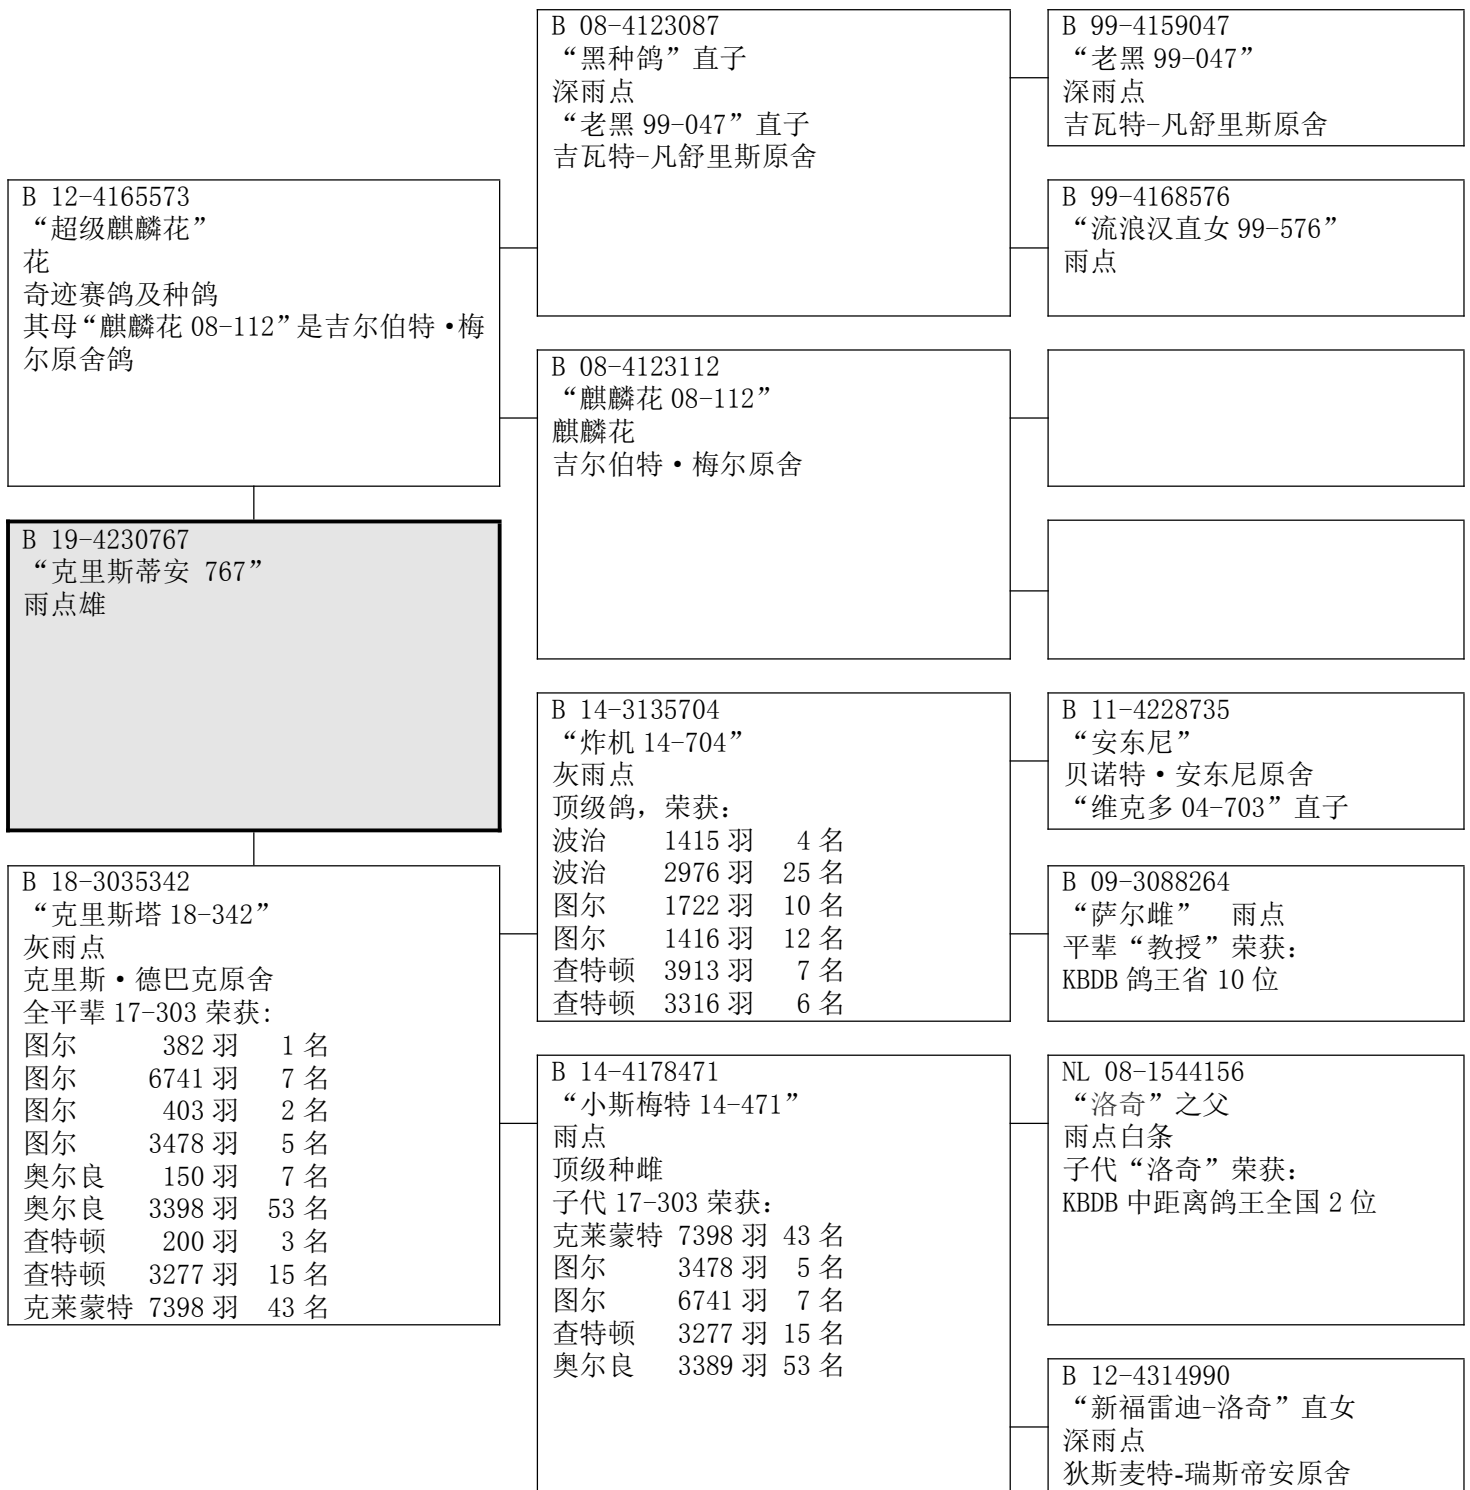 B 08-4123087
“黑种鸽”直子
深雨点
“老黑 99-047”直子
吉瓦特-凡舒里斯原舍
B 99-4159047
“老黑 99-047”
深雨点
吉瓦特-凡舒里斯原舍
B 12-4165573
“超级麒麟花”
花
奇迹赛鸽及种鸽
其母“麒麟花 08-112”是吉尔伯特·梅
尔原舍鸽
B 99-4168576
“流浪汉直女 99-576”
雨点
B 08-4123112
“麒麟花 08-112”
麒麟花
吉尔伯特·梅尔原舍
B 19-4230767
“克里斯蒂安 767”
雨点雄
B 14-3135704
“炸机 14-704”
灰雨点
顶级鸽，荣获：
波治 1415 羽 4 名
波治 2976 羽 25 名
图尔 1722 羽 10 名
图尔 1416 羽 12 名
查特顿 3913 羽 7 名
查特顿 3316 羽 6 名
B 11-4228735
“安东尼”
贝诺特·安东尼原舍
“维克多 04-703”直子
B 18-3035342
“克里斯塔 18-342”
灰雨点
克里斯·德巴克原舍
全平辈 17-303 荣获：
图尔 382 羽 1 名
图尔 6741 羽 7 名
图尔 403 羽 2 名
图尔 3478 羽 5 名
奥尔良 150 羽 7 名
奥尔良 3398 羽 53 名
查特顿 200 羽 3 名
查特顿 3277 羽 15 名
克莱蒙特 7398 羽 43 名
B 09-3088264
“萨尔雌” 雨点
平辈“教授”荣获：
KBDB 鸽王省 10 位
B 14-4178471
“小斯梅特 14-471”
雨点
顶级种雌
子代 17-303 荣获：
克莱蒙特 7398 羽 43 名
图尔 3478 羽 5 名
图尔 6741 羽 7 名
查特顿 3277 羽 15 名
奥尔良 3389 羽 53 名
NL 08-1544156
“洛奇”之父
雨点白条
子代“洛奇”荣获：
KBDB 中距离鸽王全国 2 位
B 12-4314990
“新福雷迪-洛奇”直女
深雨点
狄斯麦特-瑞斯帝安原舍